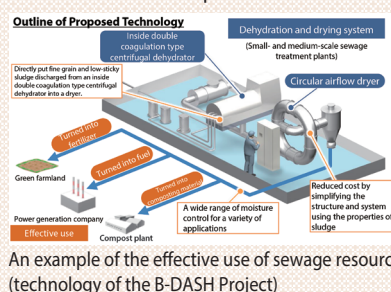 Outline of Proposed Technology
Inside double
coagulation type
centrifugal dehydrator
Dehydration and drying system
(Small- and medium-scale sewage
treatment plants)
Directly put fine grain and low-sticky
sludge discharged from an inside
double coagulation type centrifugal
dehydrator into a dryer.
Circular airflow dryer
Turned into
fertilizer
Green farmland
Turned into fuel
Power generation company
Turned into
composting material
Compost plant
Effective use
A wide range of moisture
control for a variety of
applications
Reduced cost by
simplifying the
structure and system
using the properties of
sludge
An example of the effective use of sewage resourc
(technology of the B-DASH Project)